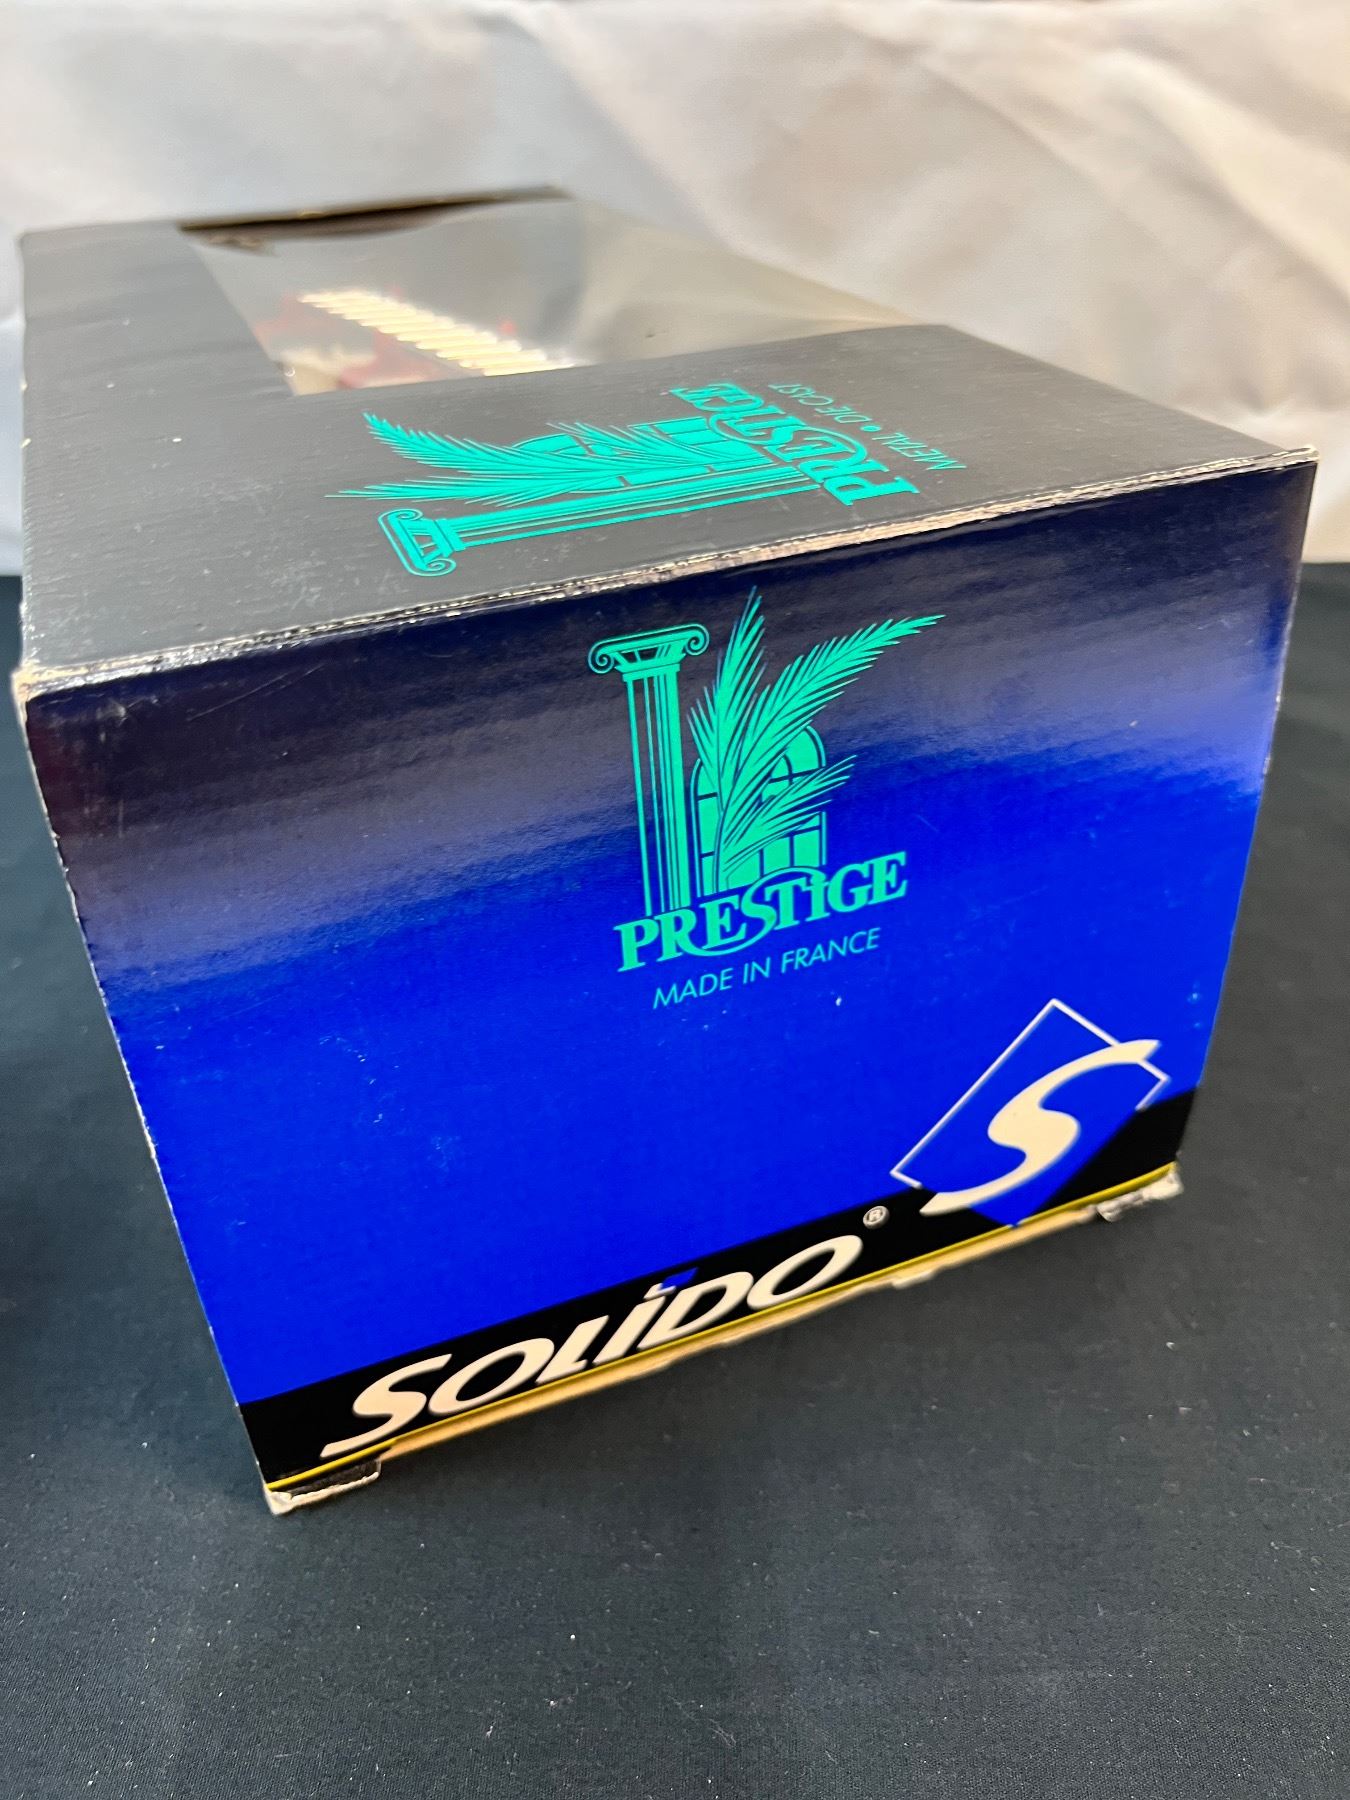 PRESTiGE
METAL • DIE CAST
PRESTiGE
MADE IN FRANCE
S
SOLiDO ®